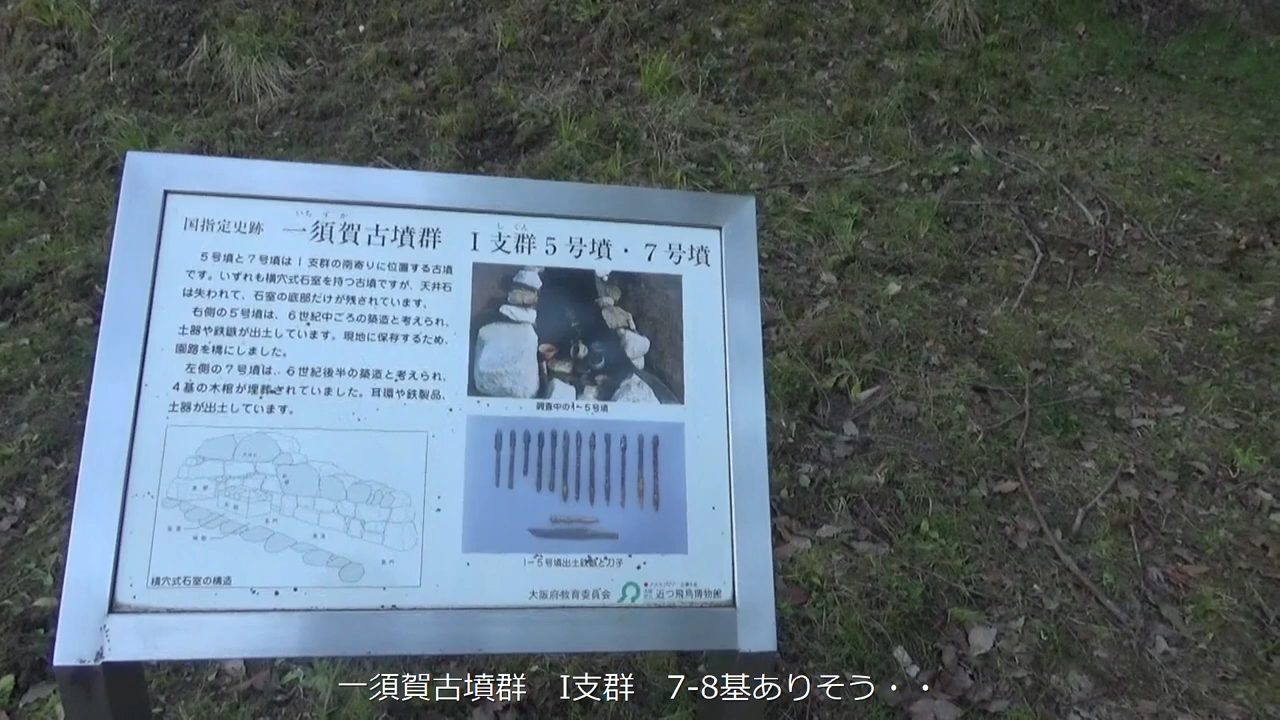 国指定史跡 一須賀古墳群 I支群5号墳・7号墳
いちすか
しぐん
5号墳と7号墳はI支群の南寄りに位置する古墳
です。いずれも横穴式石室を持つ古墳ですが、天井石
は失われて、石室の底部だけが残されています。
右側の5号墳は、6世紀中ごろの築造と考えられ、
土器や鉄鏃が出土しています。現地に保存するため、
園路を橋にしました。
左側の7号墳は、6世紀後半の築造と考えられ、
4基の木棺が埋葬されていました。耳環や鉄製品、
土器が出土しています。
調査中のI-5号墳
I-5号墳出土鉄鏃と刀子
横穴式石室の構造
大阪府教育委員会
近つ飛鳥博物館
一須賀古墳群 I支群 7-8基ありそう・・